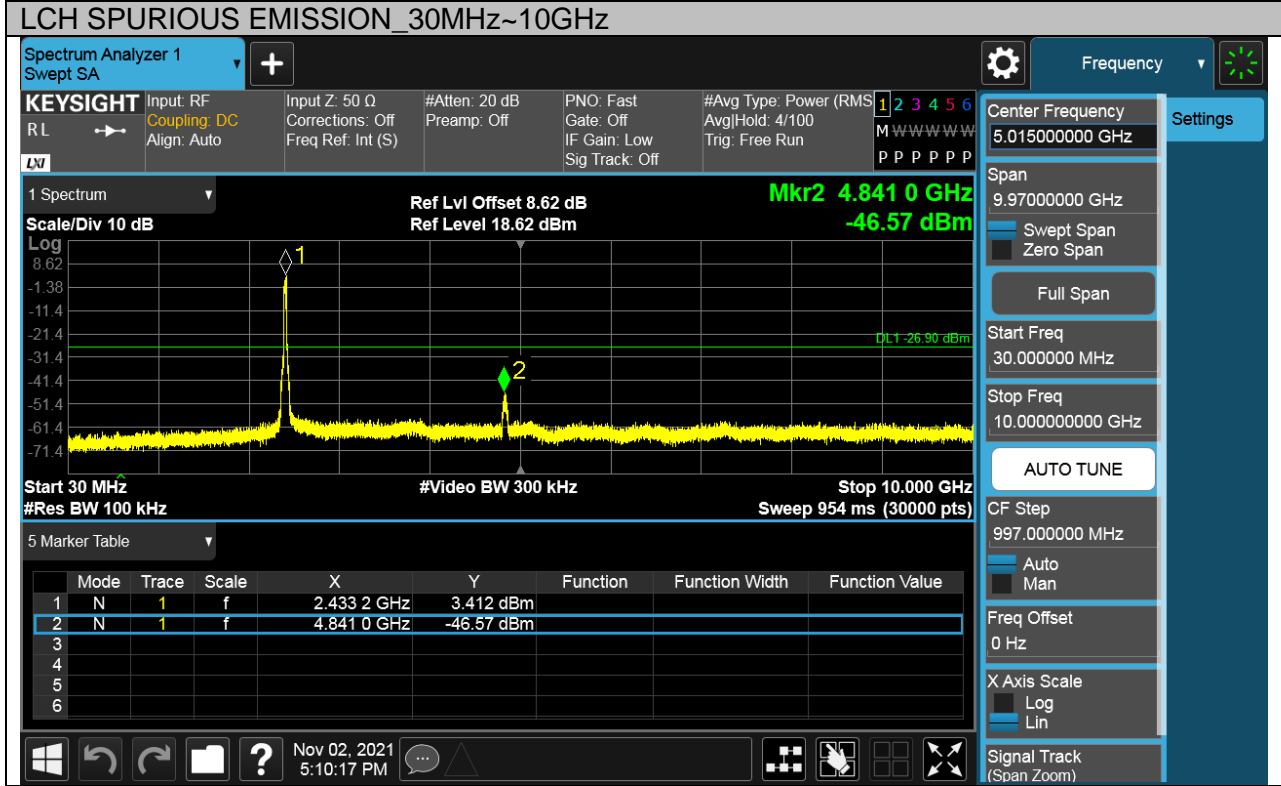 LCH SPURIOUS EMISSION_30MHz~10GHz
Spectrum Analyzer 1
Swept SA
+
Frequency
KEYSIGHT
RL
LXI
Input: RF
Coupling: DC
Align: Auto
Input Z: 50 Ω
Corrections: Off
Freq Ref: Int (S)
#Atten: 20 dB
Preamp: Off
PNO: Fast
Gate: Off
IF Gain: Low
Sig Track: Off
#Avg Type: Power (RMS
Avg|Hold: 4/100
Trig: Free Run
1 2 3 4 5 6
M W W W W W
P P P P P P
Center Frequency
5.015000000 GHz
Settings
1 Spectrum
Scale/Div 10 dB
Ref Lvl Offset 8.62 dB
Ref Level 18.62 dBm
Mkr2 4.841 0 GHz
-46.57 dBm
Log
8.62
-1.38
-11.4
-21.4
-31.4
-41.4
-51.4
-61.4
-71.4
1
2
DL1 -26.90 dBm
Start 30 MHz
#Video BW 300 kHz
Stop 10.000 GHz
#Res BW 100 kHz
Sweep 954 ms (30000 pts)
Span
9.97000000 GHz
Swept Span
Zero Span
Full Span
Start Freq
30.000000 MHz
Stop Freq
10.000000000 GHz
AUTO TUNE
CF Step
997.000000 MHz
Auto
Man
Freq Offset
0 Hz
X Axis Scale
Log
Lin
Signal Track
(Span Zoom)
5 Marker Table
Mode Trace Scale X Y Function Function Width Function Value
1 N 1 f 2.433 2 GHz 3.412 dBm
2 N 1 f 4.841 0 GHz -46.57 dBm
3
4
5
6
?
Nov 02, 2021
5:10:17 PM